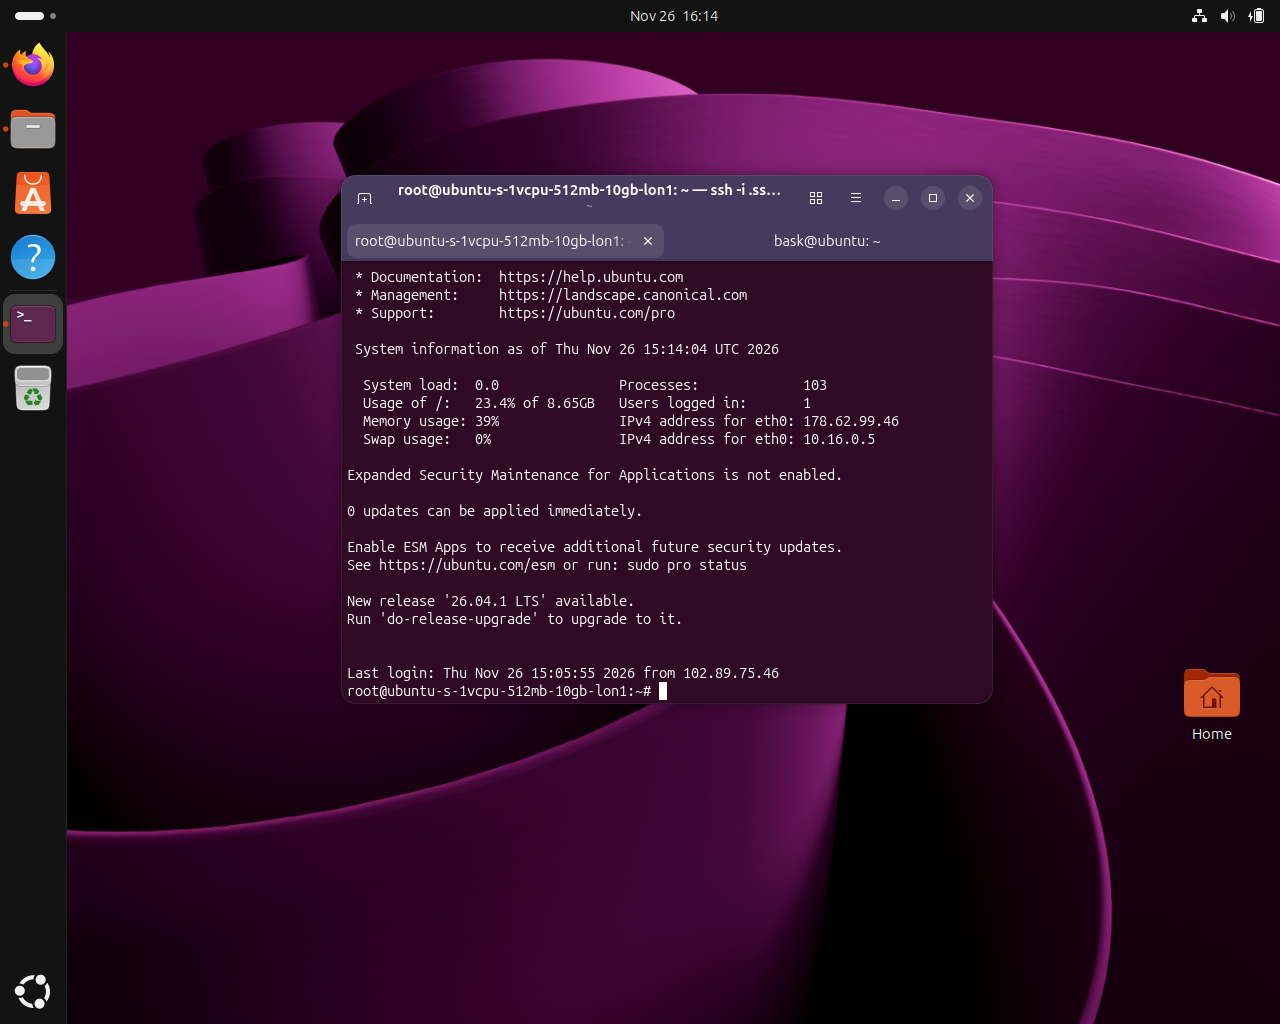 Nov 26 16:14
root@ubuntu-s-1vcpu-512mb-10gb-lon1: ~ — ssh -i .ss…
~
root@ubuntu-s-1vcpu-512mb-10gb-lon1:
bask@ubuntu: ~
* Documentation: https://help.ubuntu.com
* Management: https://landscape.canonical.com
* Support: https://ubuntu.com/pro
System information as of Thu Nov 26 15:14:04 UTC 2026
System load: 0.0 Processes: 103
Usage of /: 23.4% of 8.65GB Users logged in: 1
Memory usage: 39% IPv4 address for eth0: 178.62.99.46
Swap usage: 0% IPv4 address for eth0: 10.16.0.5
Expanded Security Maintenance for Applications is not enabled.
0 updates can be applied immediately.
Enable ESM Apps to receive additional future security updates.
See https://ubuntu.com/esm or run: sudo pro status
New release '26.04.1 LTS' available.
Run 'do-release-upgrade' to upgrade to it.
Last login: Thu Nov 26 15:05:55 2026 from 102.89.75.46
root@ubuntu-s-1vcpu-512mb-10gb-lon1:~#
Home